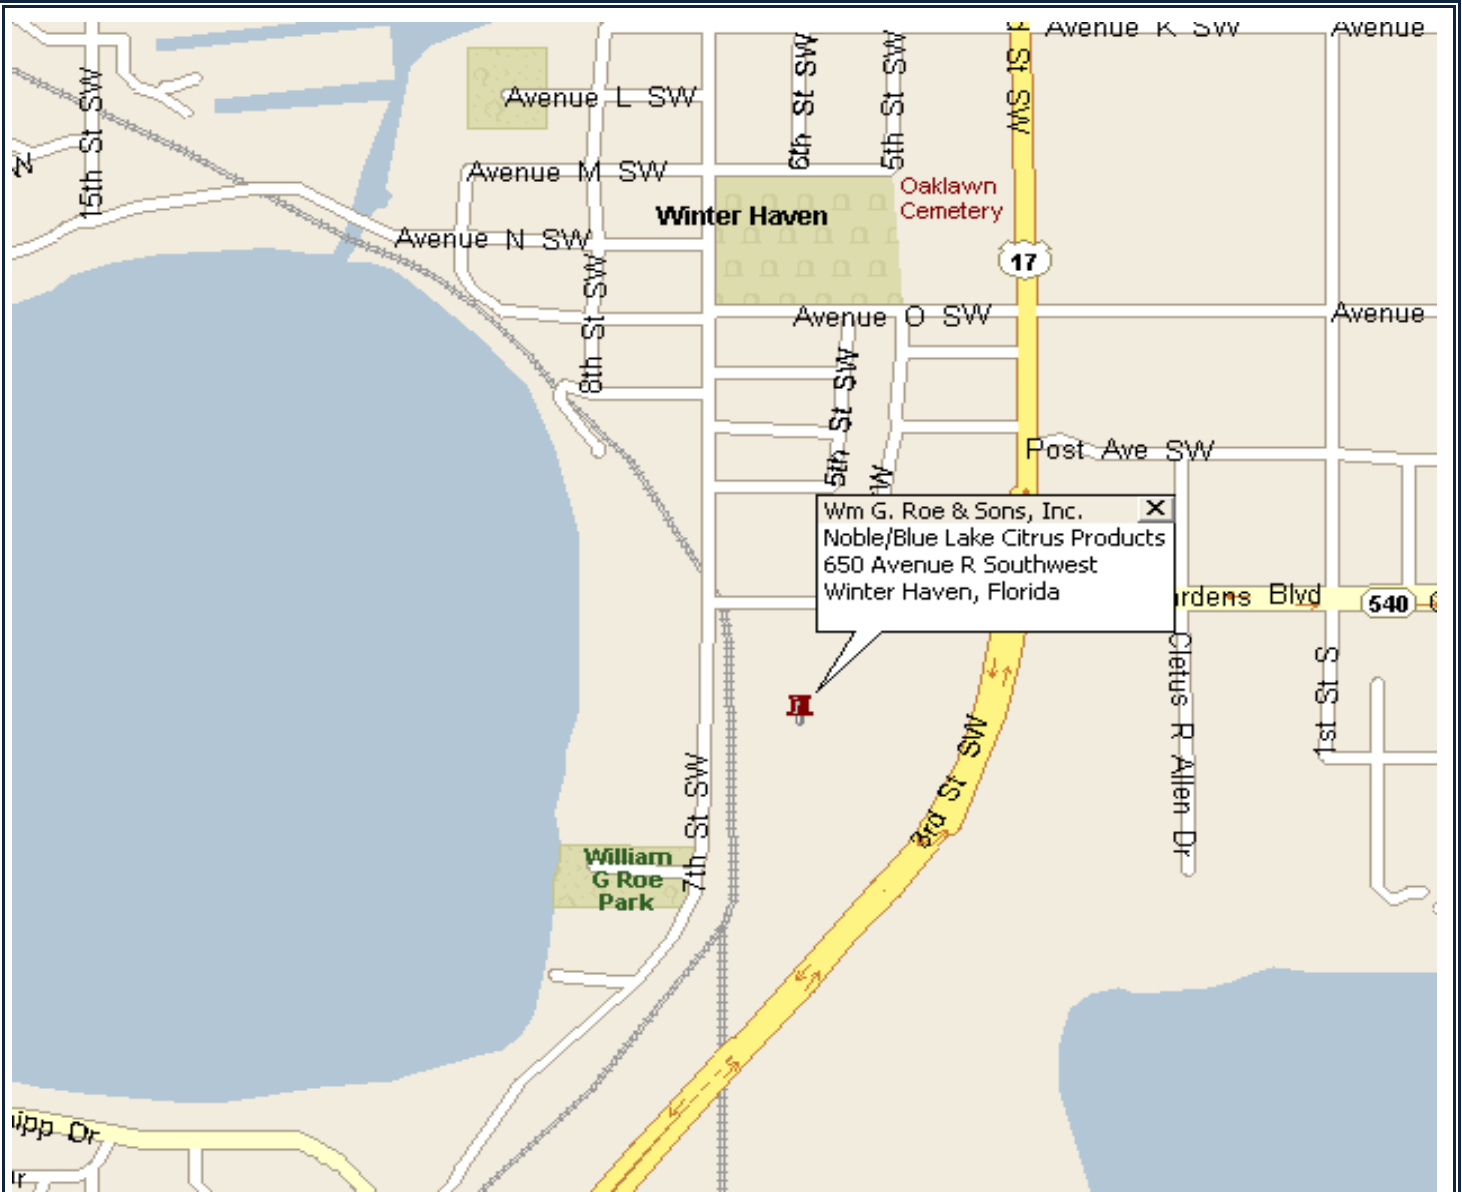 Avenue K SW
Avenue
St SW
15th St SW
Avenue L SW
6th St SW
5th St SW
N
Avenue M SW
Oaklawn
Cemetery
Winter Haven
Avenue N SW
17
8th St SW
Avenue O SW
Avenue
5th St SW
W
Post Ave SW
Wm G. Roe & Sons, Inc.
Noble/Blue Lake Citrus Products
650 Avenue R Southwest
Winter Haven, Florida
rdens Blvd
540
Cletus R Allen Dr
1st St S
3rd St SW
7th St SW
William
G Roe
Park
ipp Dr